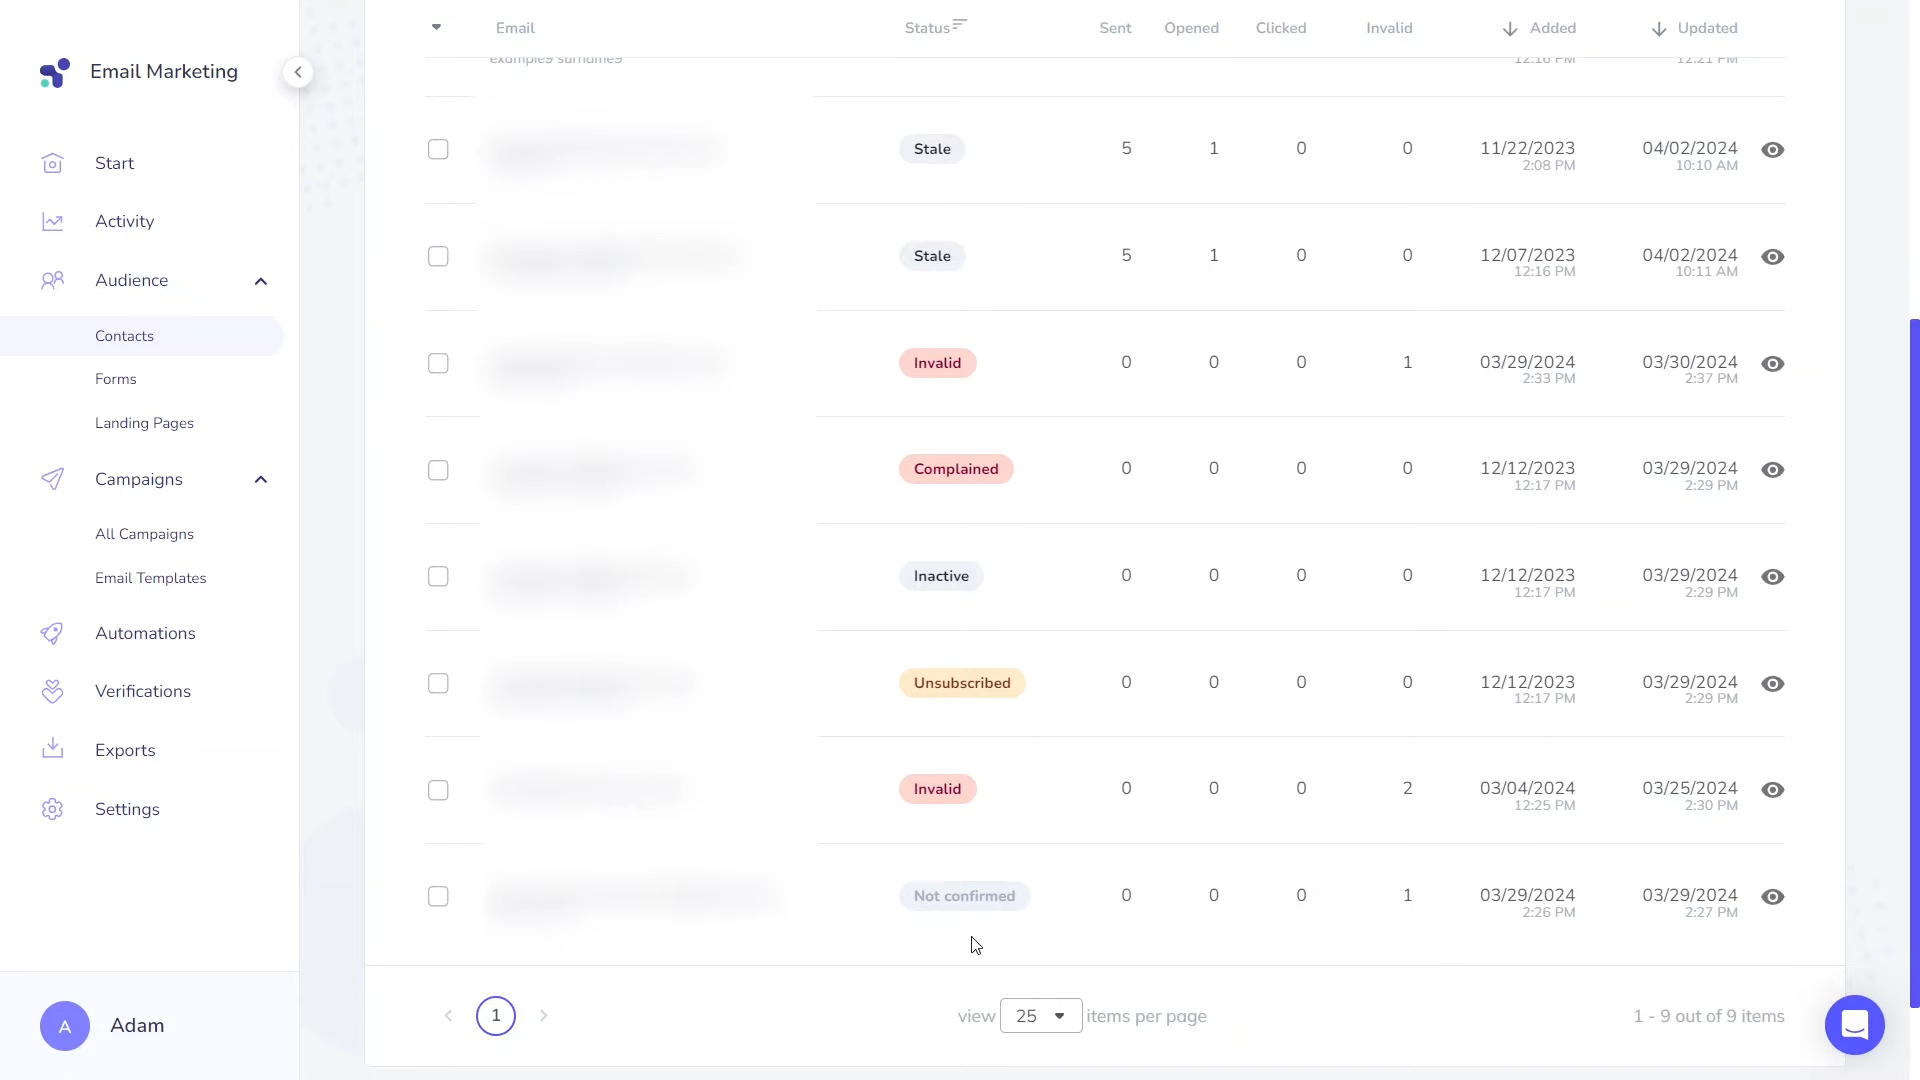 Email Marketing
Start
Activity
Audience
Contacts
Forms
Landing Pages
Campaigns
All Campaigns
Email Templates
Automations
Verifications
Exports
Settings
A Adam
Email Status Sent Opened Clicked Invalid Added Updated
example9 surname9 12:16 PM 12:21 PM
Stale 5 1 0 0 11/22/2023 04/02/2024
2:08 PM 10:10 AM
Stale 5 1 0 0 12/07/2023 04/02/2024
12:16 PM 10:11 AM
Invalid 0 0 0 1 03/29/2024 03/30/2024
2:33 PM 2:37 PM
Complained 0 0 0 0 12/12/2023 03/29/2024
12:17 PM 2:29 PM
Inactive 0 0 0 0 12/12/2023 03/29/2024
12:17 PM 2:29 PM
Unsubscribed 0 0 0 0 12/12/2023 03/29/2024
12:17 PM 2:29 PM
Invalid 0 0 0 2 03/04/2024 03/25/2024
12:25 PM 2:30 PM
Not confirmed 0 0 0 1 03/29/2024 03/29/2024
2:26 PM 2:27 PM
1 view 25 items per page 1 - 9 out of 9 items